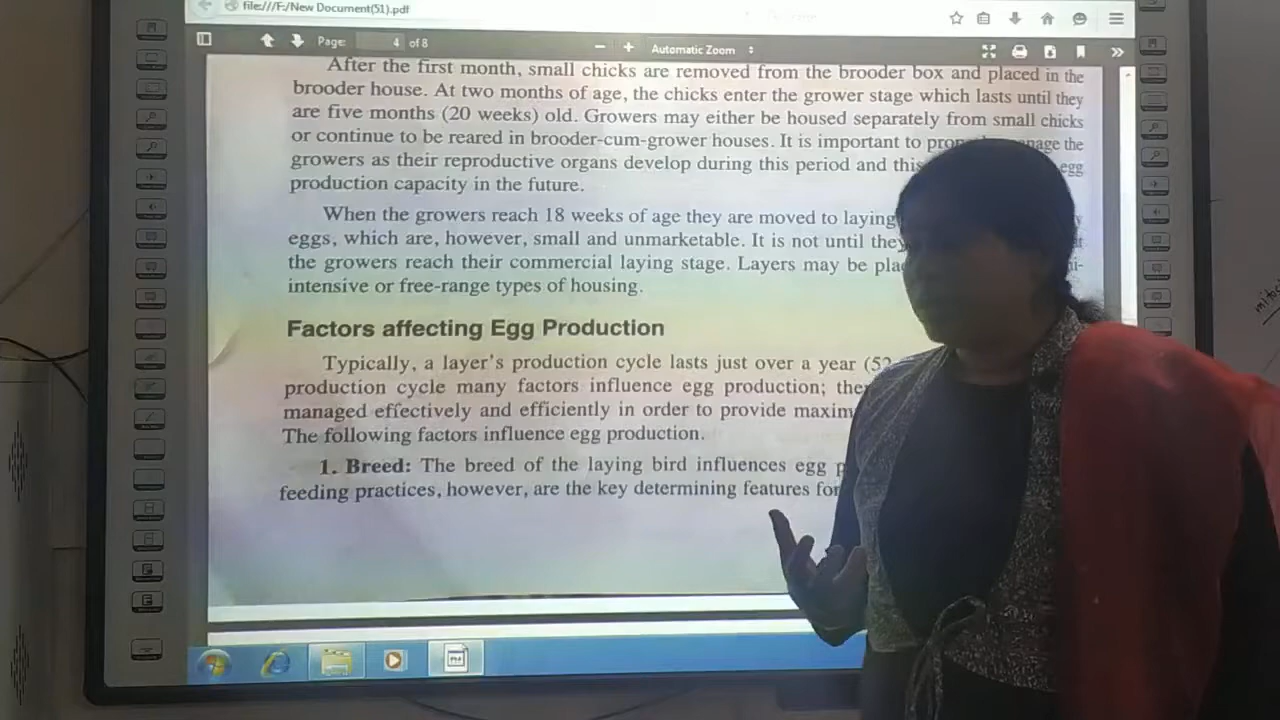 file:///F:/New Document(51).pdf
Page: 4 of 8
Automatic Zoom
After the first month, small chicks are removed from the brooder box and placed in the
brooder house. At two months of age, the chicks enter the grower stage which lasts until they
are five months (20 weeks) old. Growers may either be housed separately from small chicks
or continue to be reared in brooder-cum-grower houses. It is important to the
growers as their reproductive organs develop during this period and this egg
production capacity in the future.
When the growers reach 18 weeks of age they are moved to laying
eggs, which are, however, small and unmarketable. It is not until they
the growers reach their commercial laying stage. Layers may be
intensive or free-range types of housing.
Factors affecting Egg Production
Typically, a layer's production cycle lasts just over a year (52
production cycle many factors influence egg production;
managed effectively and efficiently in order to provide
The following factors influence egg production.
1. Breed: The breed of the laying bird influences egg
feeding practices, however, are the key determining features for